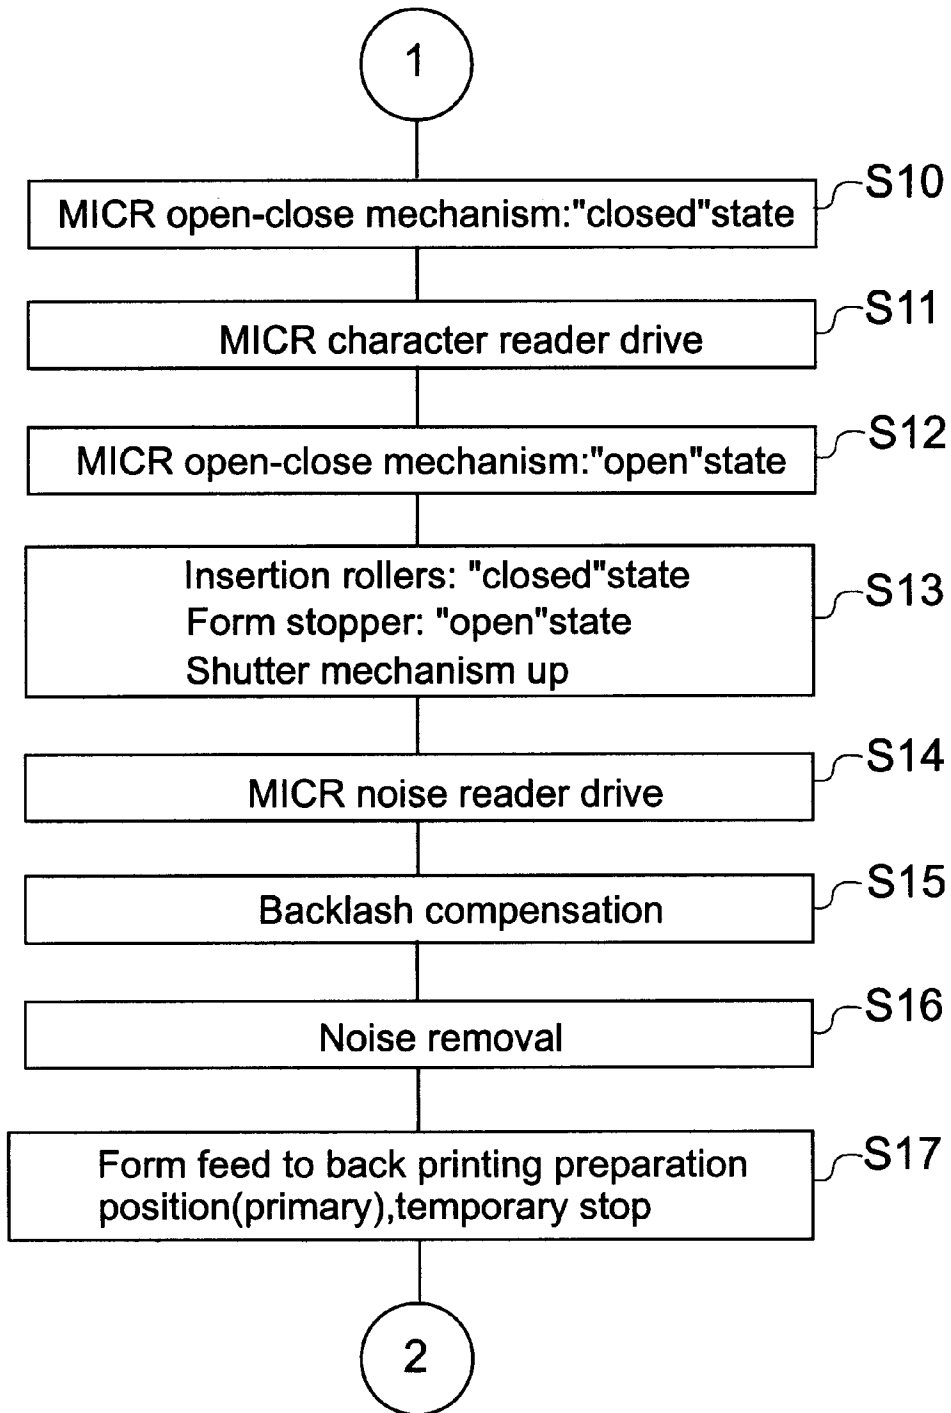 1
S10
MICR open-close mechanism:"closed"state
S11
MICR character reader drive
S12
MICR open-close mechanism:"open"state
S13
Insertion rollers: "closed"state
Form stopper: "open"state
Shutter mechanism up
S14
MICR noise reader drive
S15
Backlash compensation
S16
Noise removal
S17
Form feed to back printing preparation
position(primary),temporary stop
2